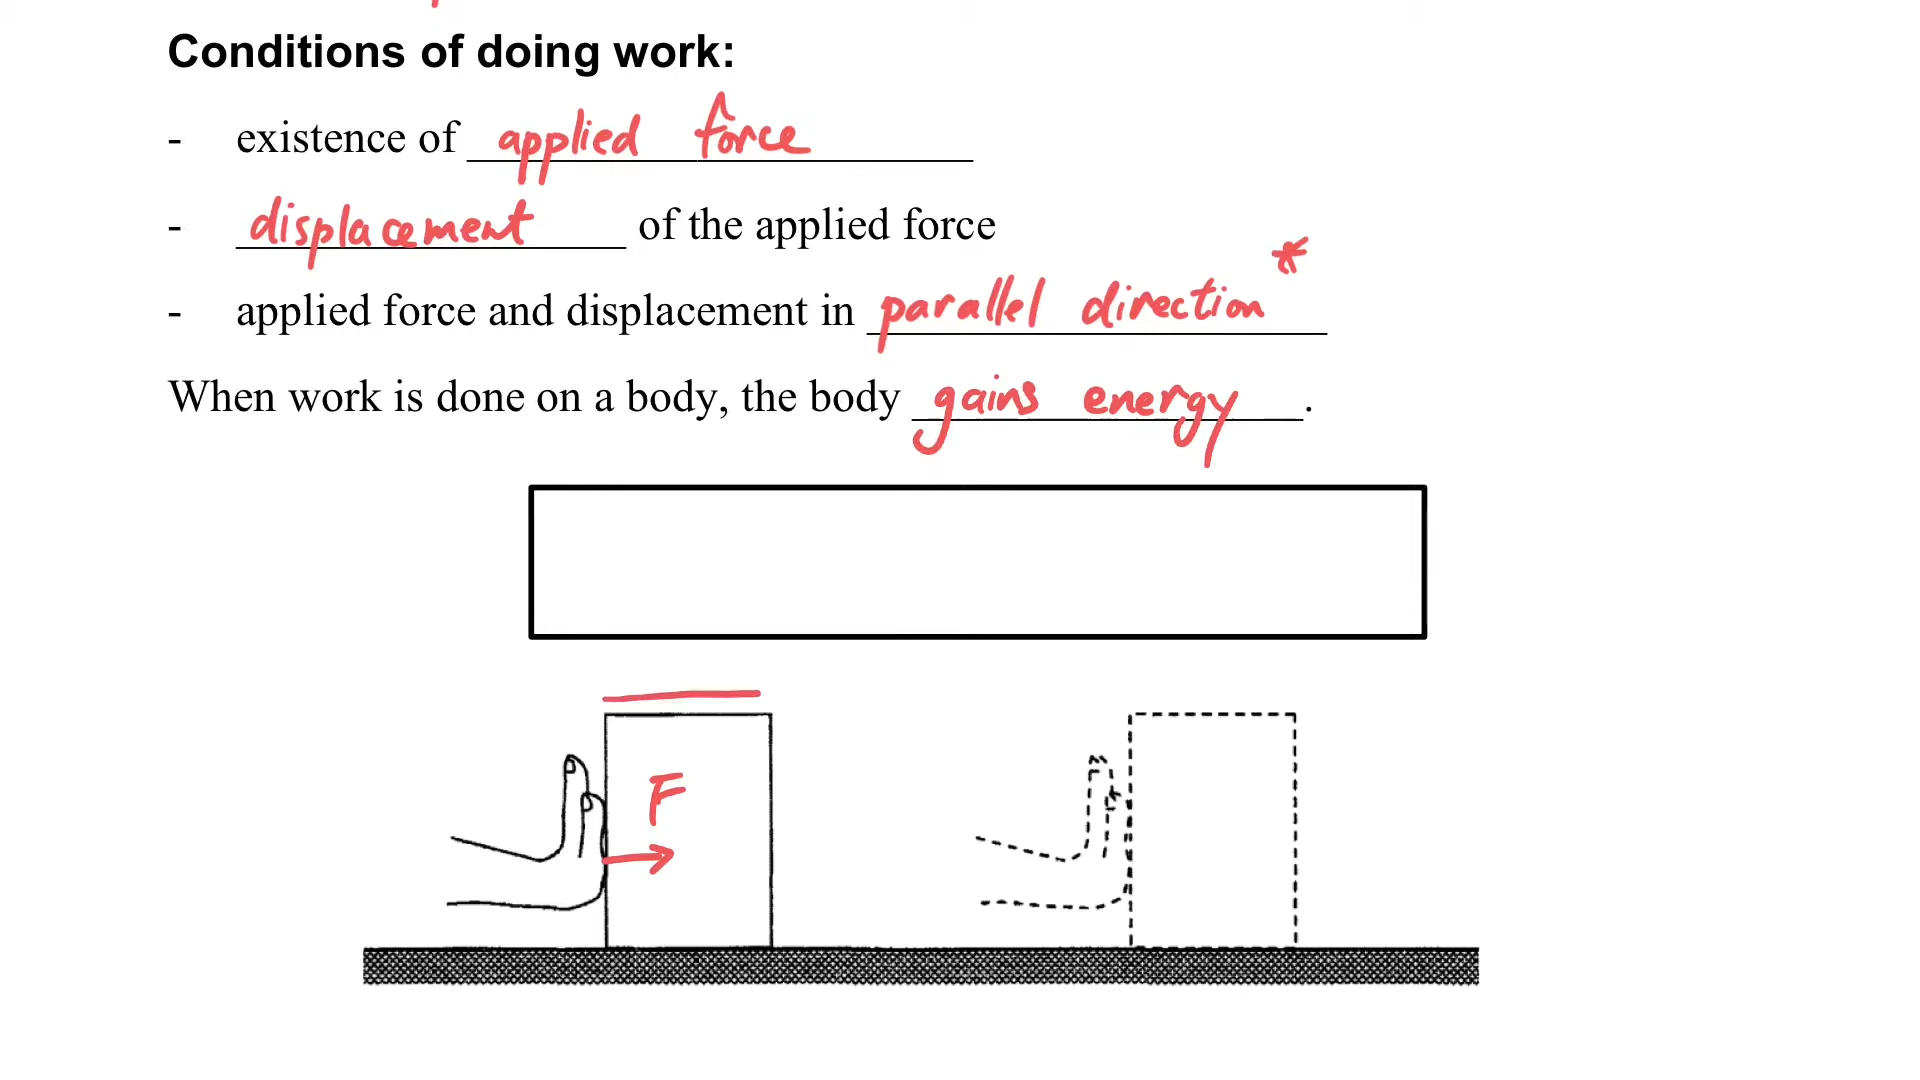 Conditions of doing work:
- existence of applied force
- displacement of the applied force
- applied force and displacement in parallel direction *
When work is done on a body, the body gains energy.
F